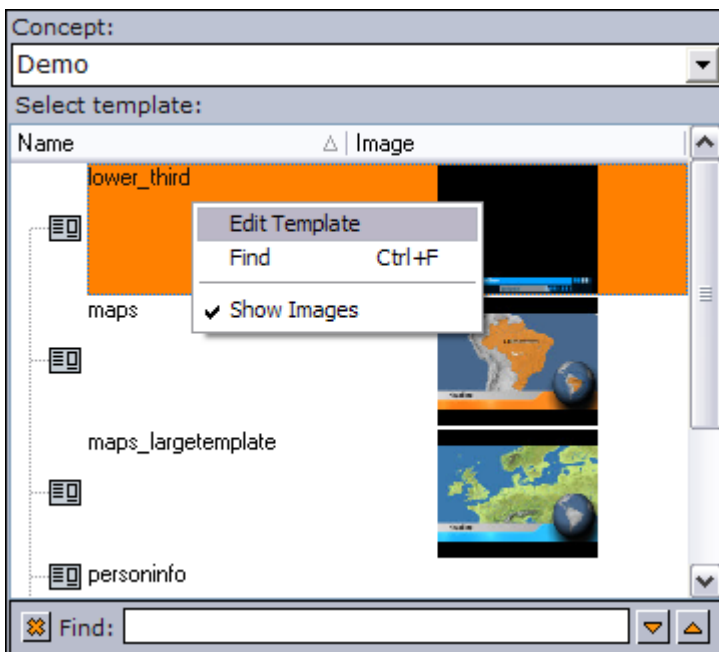 Concept:
Demo
Select template:
Name Image
lower_third
Edit Template
Find Ctrl+F
Show Images
maps
maps_largetemplate
personinfo
Find: